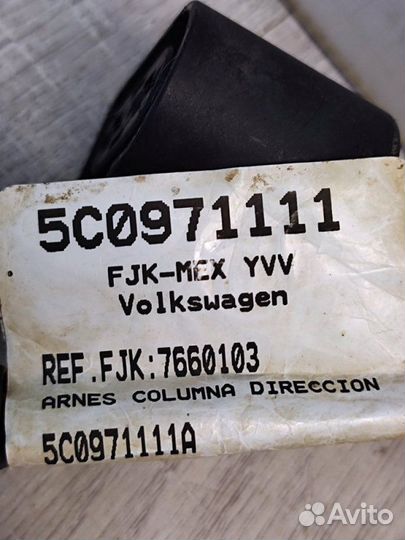 5C0971111
FJK-MEX YVV
Volkswagen
REF.FJK:7660103
ARNES COLUMNA DIRECCION
5C0971111A
Avito